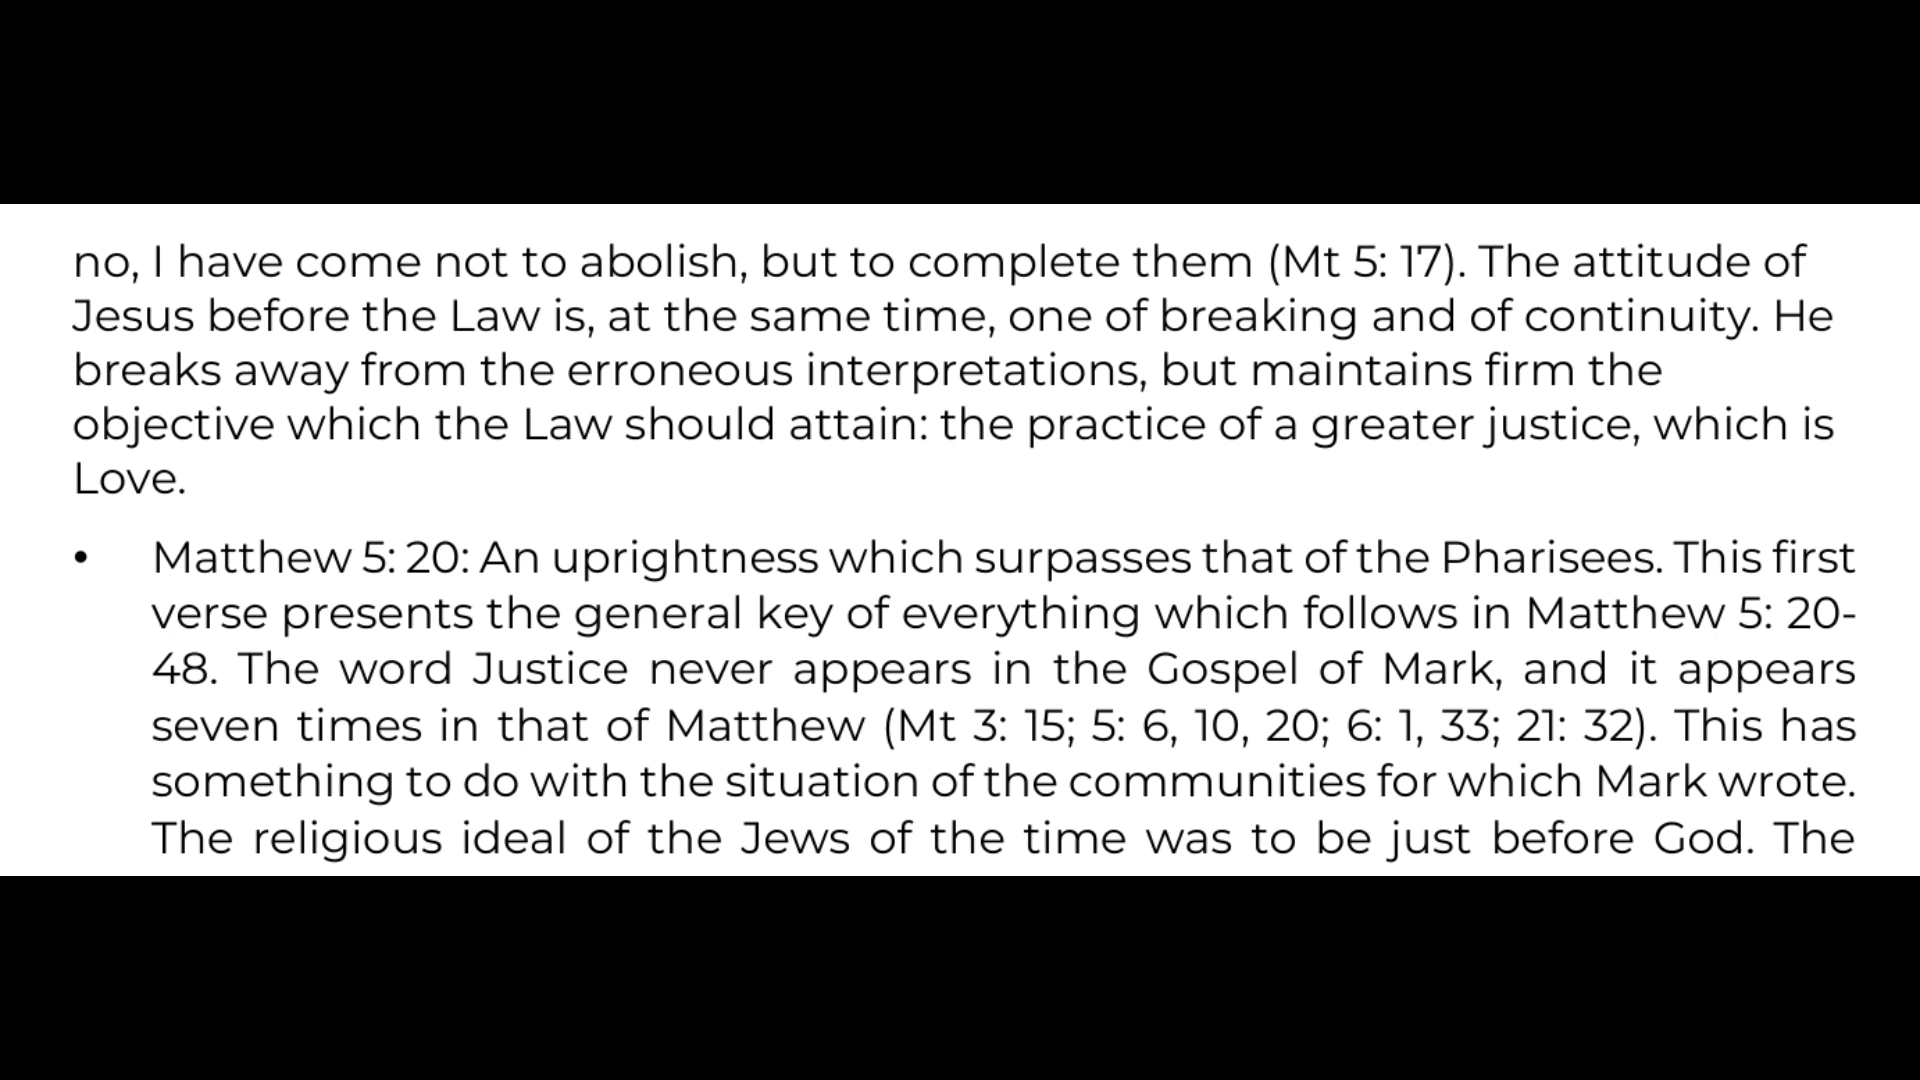 no, I have come not to abolish, but to complete them (Mt 5: 17). The attitude of
Jesus before the Law is, at the same time, one of breaking and of continuity. He
breaks away from the erroneous interpretations, but maintains firm the
objective which the Law should attain: the practice of a greater justice, which is
Love.
• Matthew 5: 20: An uprightness which surpasses that of the Pharisees. This first
verse presents the general key of everything which follows in Matthew 5: 20-
48. The word Justice never appears in the Gospel of Mark, and it appears
seven times in that of Matthew (Mt 3: 15; 5: 6, 10, 20; 6: 1, 33; 21: 32). This has
something to do with the situation of the communities for which Mark wrote.
The religious ideal of the Jews of the time was to be just before God. The